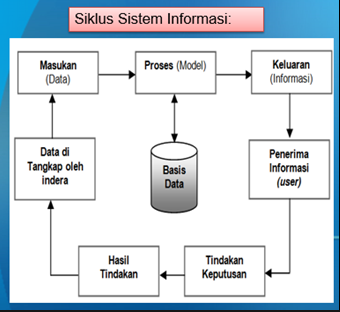 Siklus Sistem Informasi:
Masukan
(Data)
Proses (Model)
Keluaran
(Informasi)
Data di
Tangkap oleh
indera
Basis
Data
Penerima
Informasi
(user)
Hasil
Tindakan
Tindakan
Keputusan